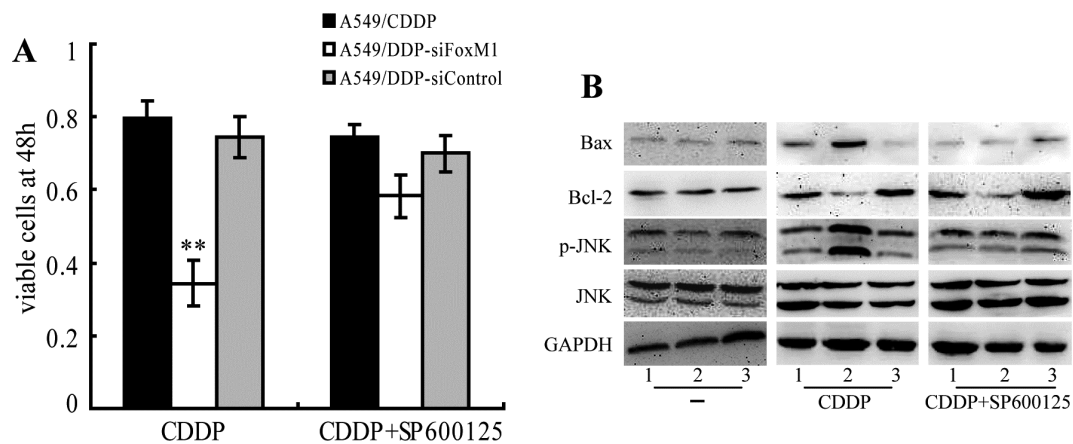 A
A549/CDDP
A549/DDP-siFoxM1
A549/DDP-siControl
viable cells at 48h
1
0.8
0.6
0.4
0.2
0
**
CDDP
CDDP+SP600125
B
Bax
Bcl-2
p-JNK
JNK
GAPDH
1 2 3
1 2 3
1 2 3
–
CDDP
CDDP+SP600125